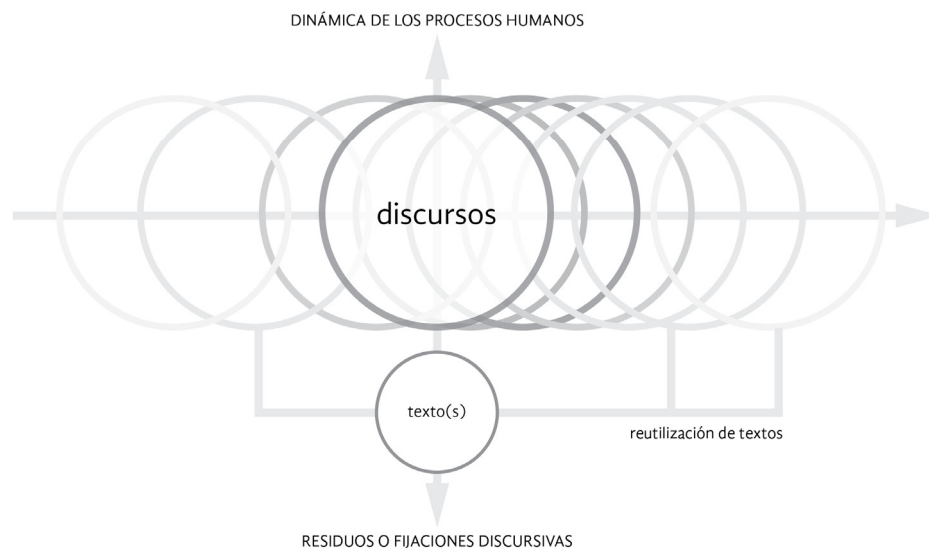 DINÁMICA DE LOS PROCESOS HUMANOS
discursos
texto(s)
reutilización de textos
RESIDUOS O FIJACIONES DISCURSIVAS